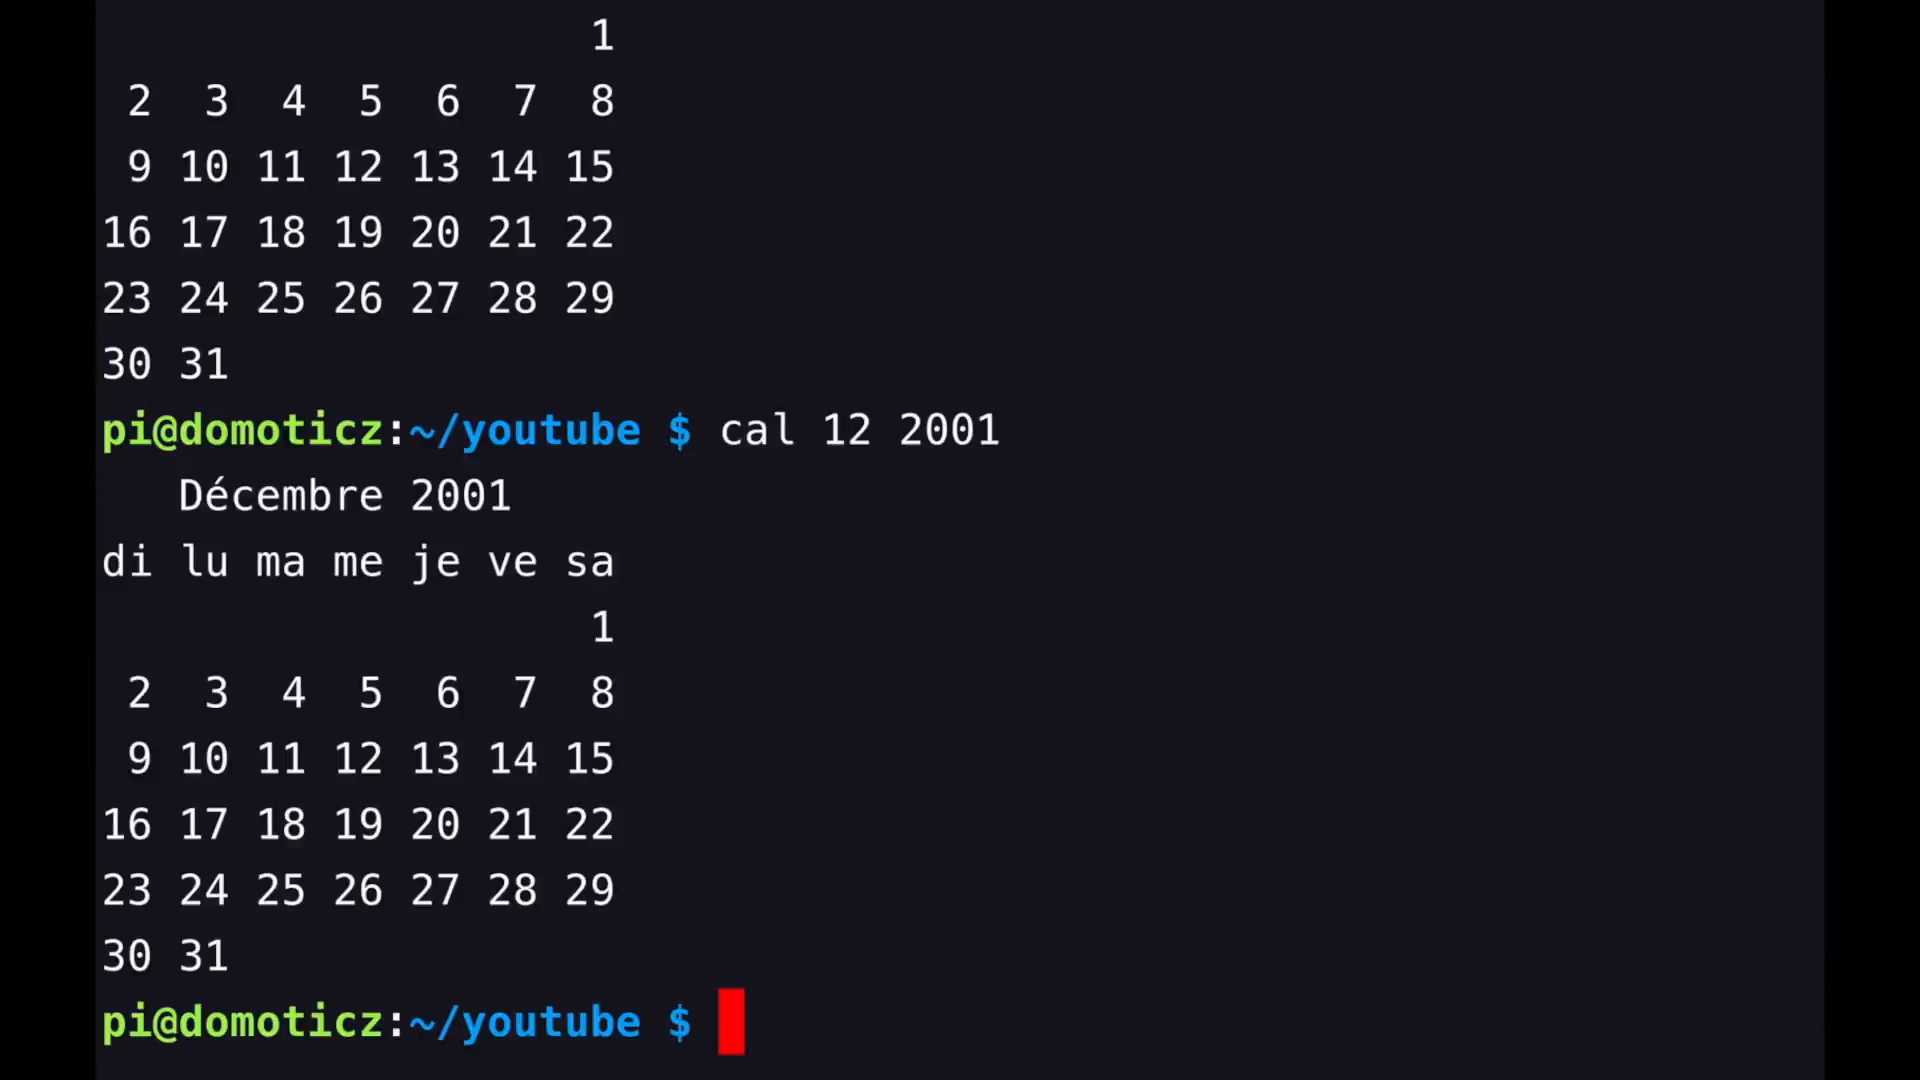 1
 2  3  4  5  6  7  8
 9 10 11 12 13 14 15
16 17 18 19 20 21 22
23 24 25 26 27 28 29
30 31
pi@domoticz:~/youtube $ cal 12 2001
   Décembre 2001
di lu ma me je ve sa
                   1
 2  3  4  5  6  7  8
 9 10 11 12 13 14 15
16 17 18 19 20 21 22
23 24 25 26 27 28 29
30 31
pi@domoticz:~/youtube $